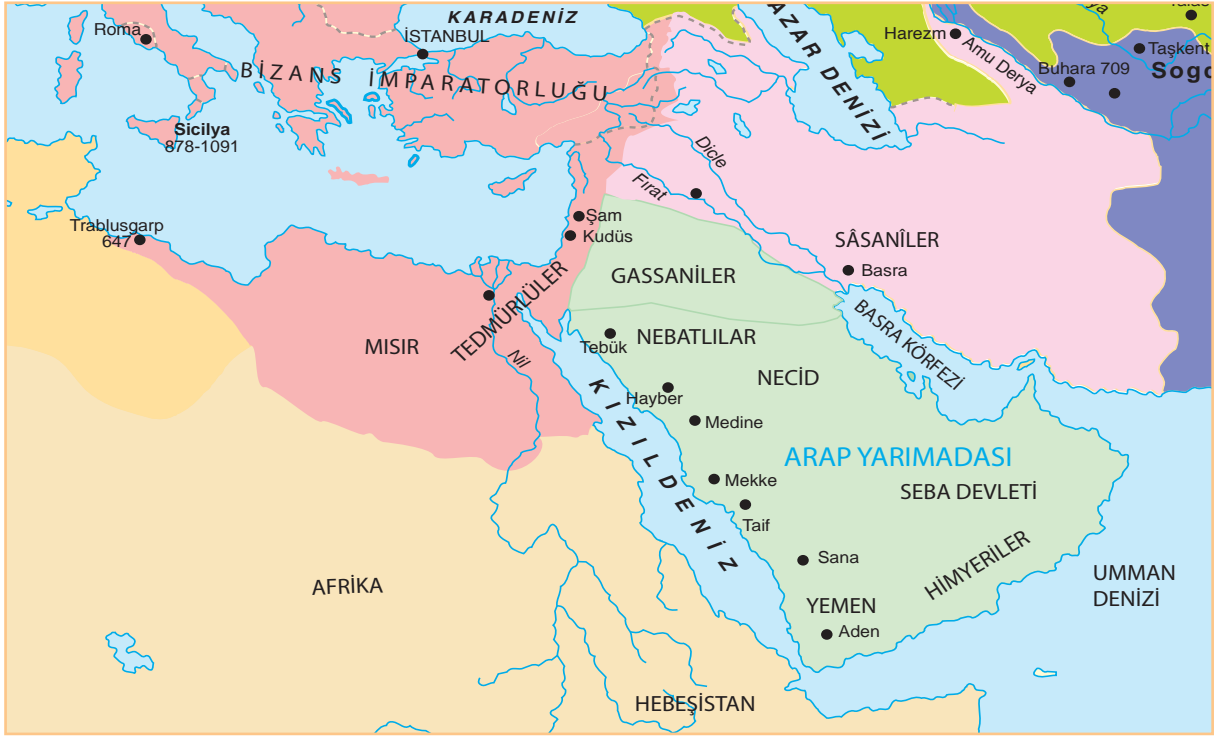 KARADENİZ
Roma
İSTANBUL
BİZANS İMPARATORLUĞU
Sicilya
878-1091
Trablusgarp
647
AZAR DENİZİ
Harezm
Amu Derya
Buhara 709
Taşkent
Dicle
Fırat
Şam
Kudüs
SÂSANÎLER
Basra
GASSANİLER
BASRA KÖRFEZİ
MISIR
TEDMÜRLÜLER
Nil
NEBATLILAR
Tebük
NECİD
Hayber
Medine
KIZILDENİZ
ARAP YARIMADASI
Mekke
SEBA DEVLETİ
Taif
Sana
HİMYERİLER
YEMEN
Aden
UMMAN
DENİZİ
AFRİKA
HEBEŞİSTAN